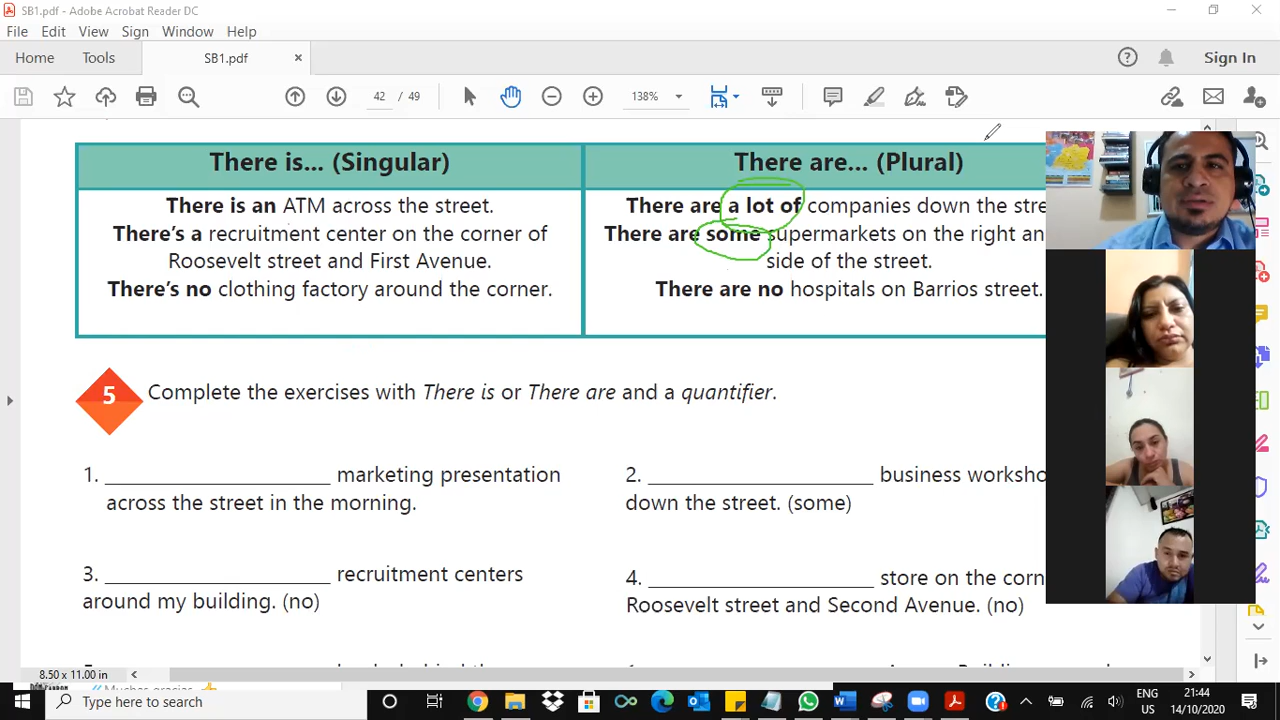 SB1.pdf - Adobe Acrobat Reader DC
File Edit View Sign Window Help
Home Tools SB1.pdf × Sign In
42 / 49 138%
There is... (Singular) There are... (Plural)
There is an ATM across the street.
There's a recruitment center on the corner of
Roosevelt street and First Avenue.
There's no clothing factory around the corner.
There are a lot of companies down the
There are some supermarkets on the right
side of the street.
There are no hospitals on Barrios street.
5 Complete the exercises with There is or There are and a quantifier.
1. ____________________ marketing presentation
across the street in the morning.
2. ____________________ business
down the street. (some)
3. ____________________ recruitment centers
around my building. (no)
4. ____________________ store on the
Roosevelt street and Second Avenue. (no)
8.50 x 11.00 in
Muchas gracias
Type here to search
ENG 21:44
US 14/10/2020